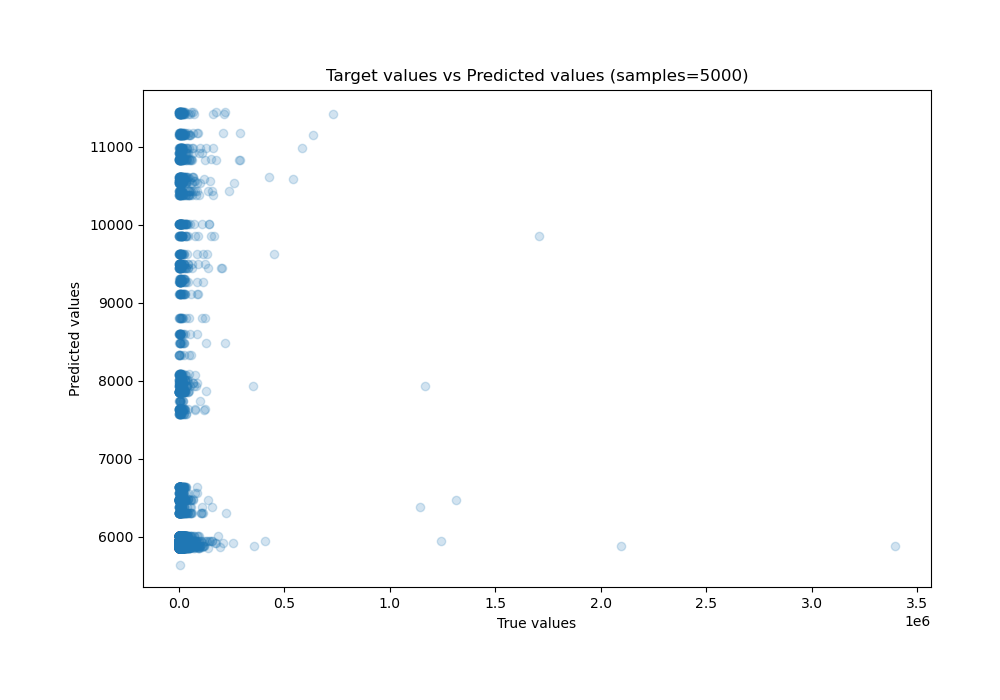 Target values vs Predicted values (samples=5000)
Predicted values
11000
10000
9000
8000
7000
6000
0.0 0.5 1.0 1.5 2.0 2.5 3.0 3.5
1e6
True values